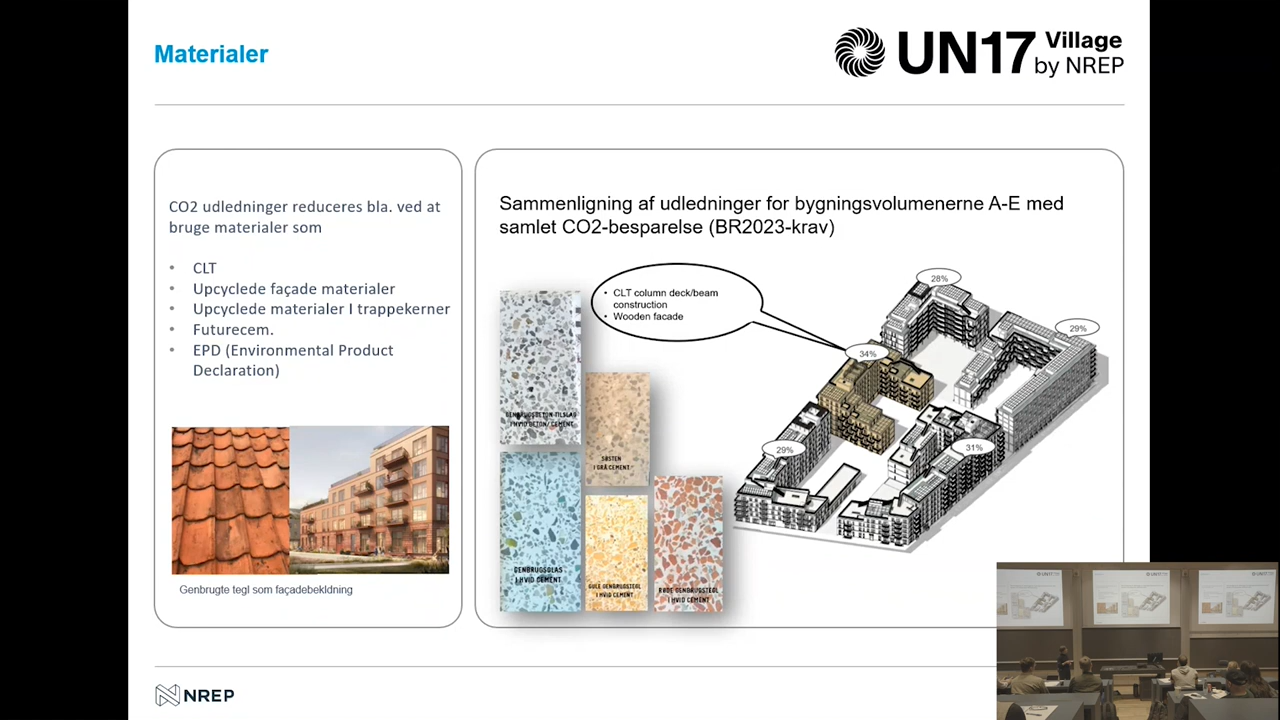 Materialer
UN17 Village
by NREP
CO2 udledninger reduceres bla. ved at
bruge materialer som
• CLT
• Upcyclede façade materialer
• Upcyclede materialer I trappekerner
• Futurecem.
• EPD (Environmental Product
Declaration)
Genbrugte tegl som façadebekldning
Sammenligning af udledninger for bygningsvolumenerne A-E med
samlet CO2-besparelse (BR2023-krav)
• CLT column deck/beam
construction
• Wooden facade
28%
29%
34%
29%
31%
GENBRUGSBETON TILSLAG
I HVID BETON/ CEMENT
SØSTEN
I GRÅ CEMENT
GENBRUGSGLAS
I HVID CEMENT
GULE GENBRUGSTEGL
I HVID CEMENT
RØDE GENBRUGSTEGL
I HVID CEMENT
NREP